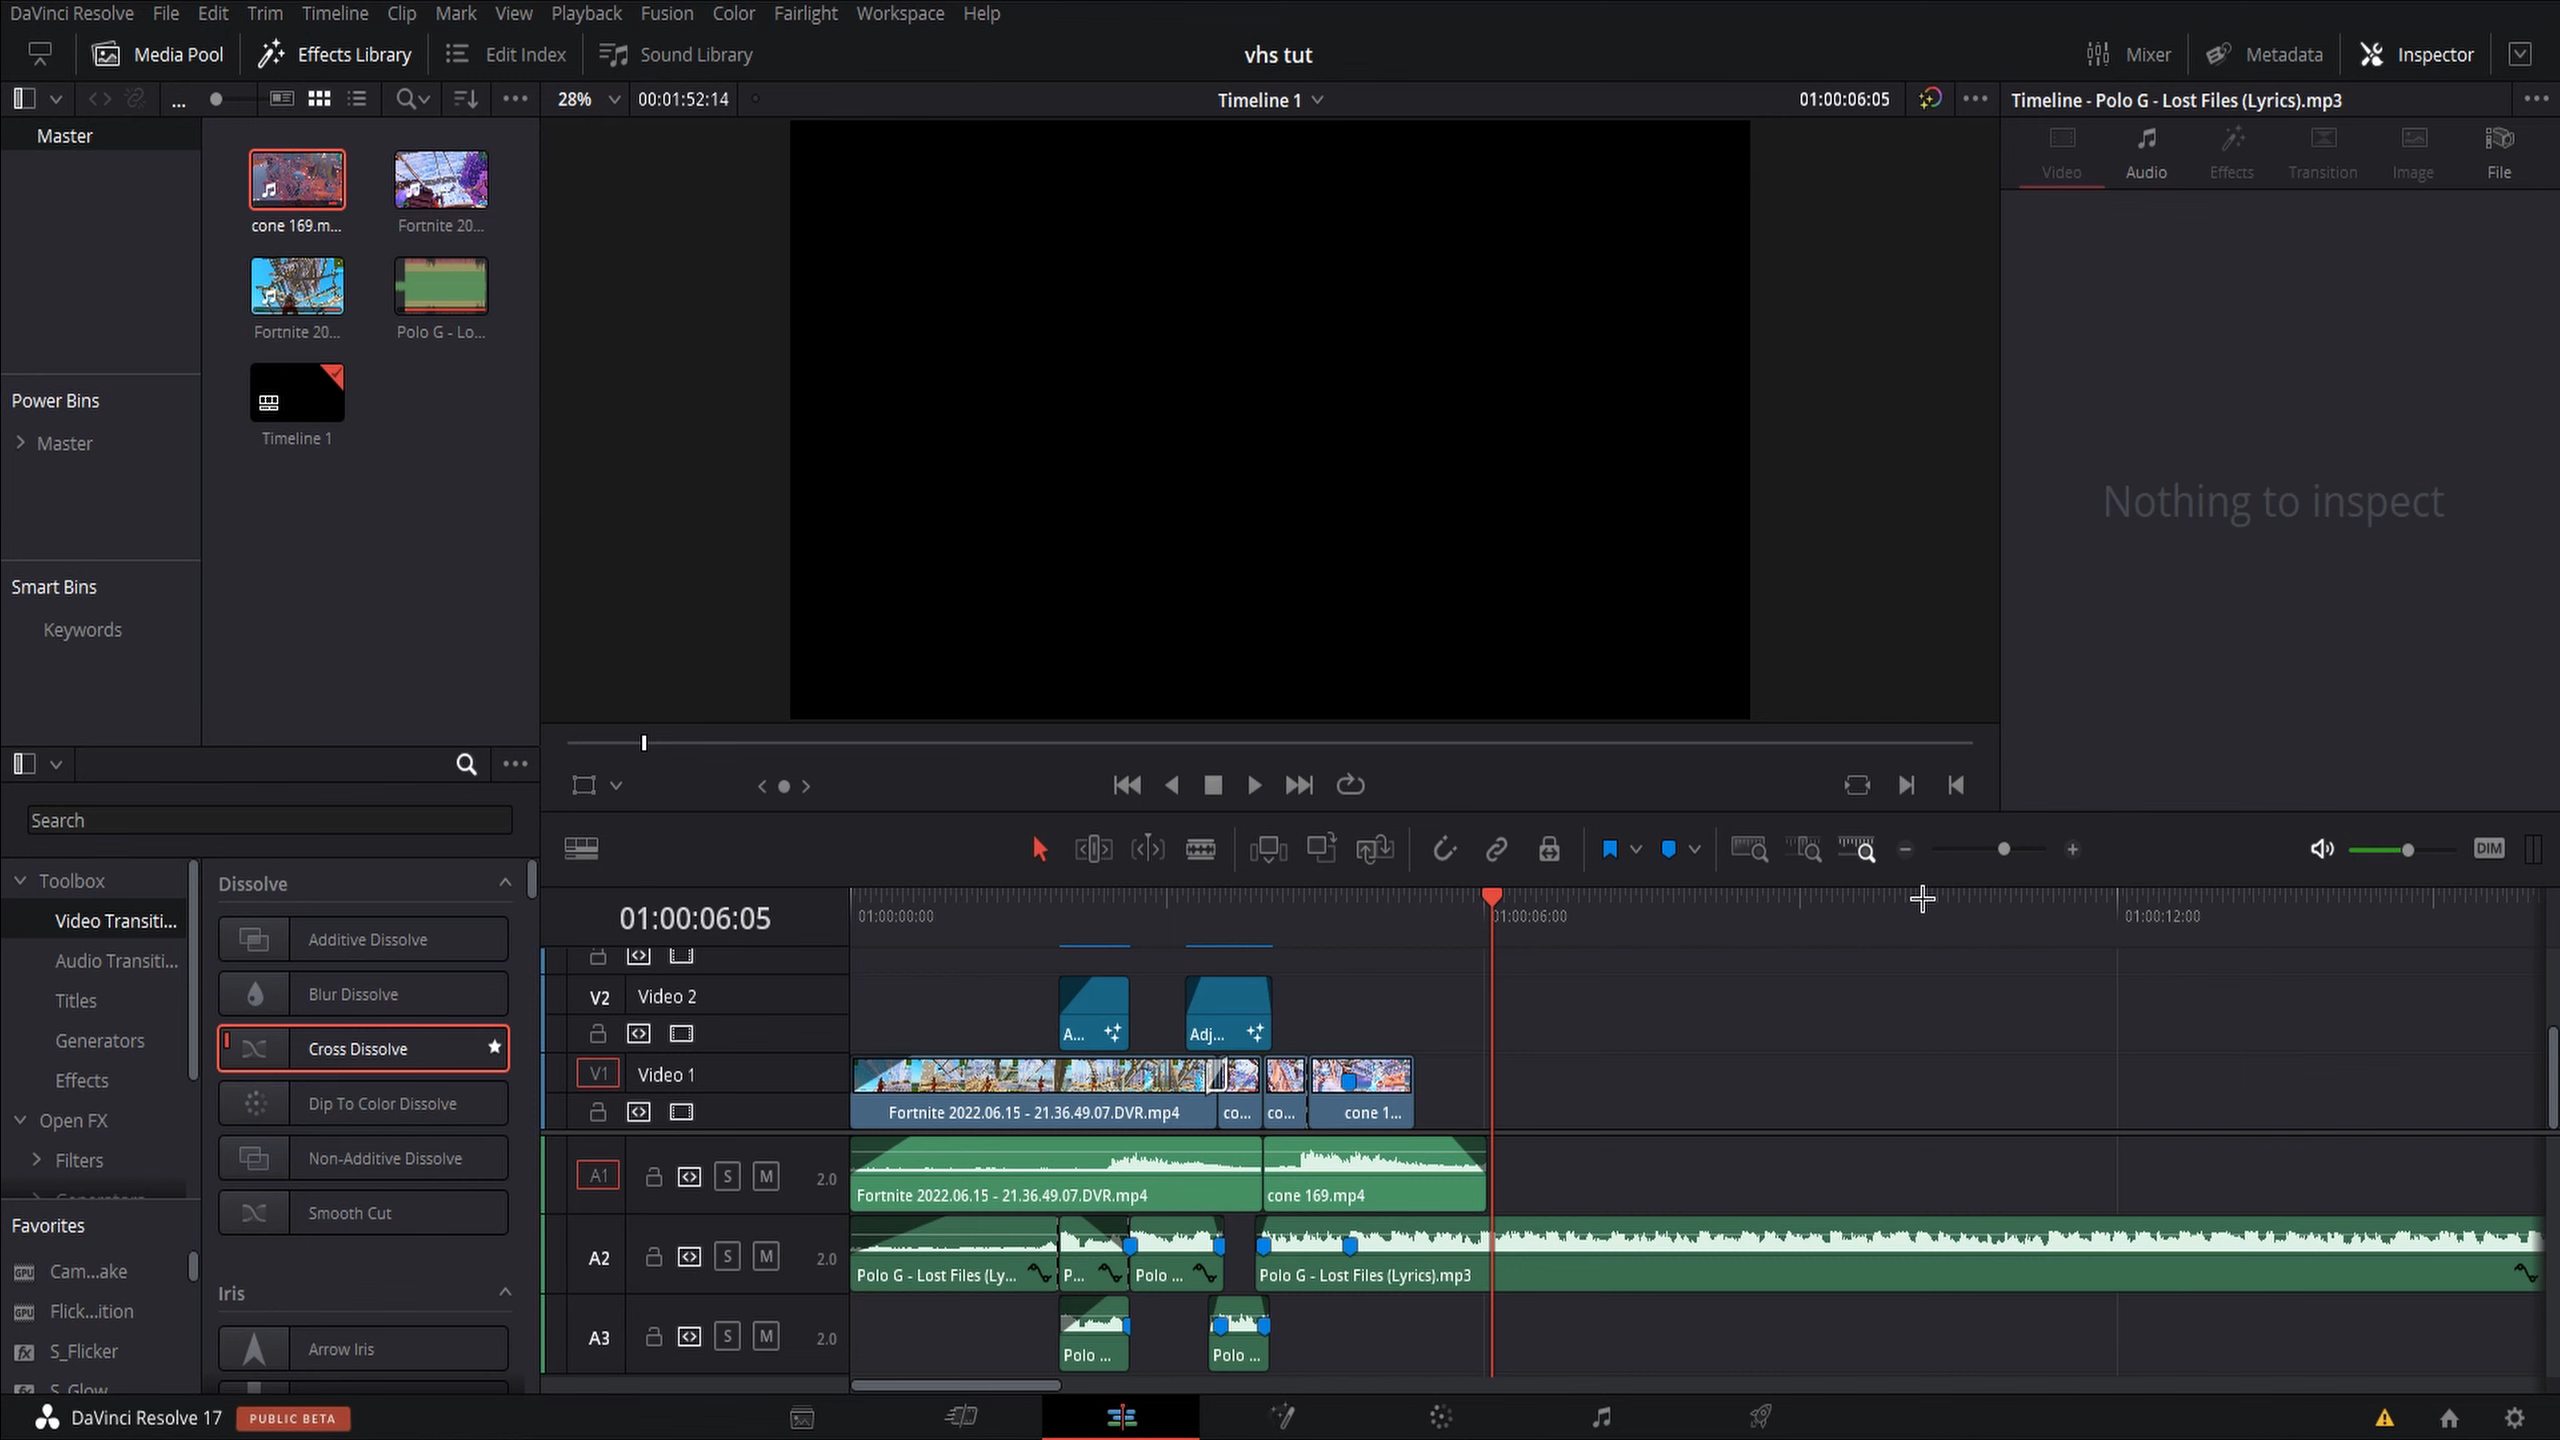 DaVinci Resolve File Edit Trim Timeline Clip Mark View Playback Fusion Color Fairlight Workspace Help
Media Pool Effects Library Edit Index Sound Library vhs tut Mixer Metadata Inspector
... 28% 00:01:52:14 Timeline 1 01:00:06:05 Timeline - Polo G - Lost Files (Lyrics).mp3
Master
Video Audio Effects Transition Image File
cone 169.m... Fortnite 20...
Fortnite 20... Polo G - Lo...
Power Bins
Master
Timeline 1
Nothing to inspect
Smart Bins
Keywords
Search
Toolbox
Video Transiti...
Audio Transiti...
Titles
Generators
Effects
Open FX
Filters
Favorites
Cam...ake
Flick...ition
S_Flicker
S_Glow
Dissolve
Additive Dissolve
Blur Dissolve
Cross Dissolve
Dip To Color Dissolve
Non-Additive Dissolve
Smooth Cut
Iris
Arrow Iris
DIM
01:00:06:05 01:00:00:00 01:00:06:00 01:00:12:00
V2 Video 2 A... Adj...
V1 Video 1
Fortnite 2022.06.15 - 21.36.49.07.DVR.mp4 co... co... cone 1...
A1 S M 2.0
Fortnite 2022.06.15 - 21.36.49.07.DVR.mp4 cone 169.mp4
A2 S M 2.0
Polo G - Lost Files (Ly... P... Polo ... Polo G - Lost Files (Lyrics).mp3
A3 S M 2.0
Polo ... Polo ...
DaVinci Resolve 17 PUBLIC BETA